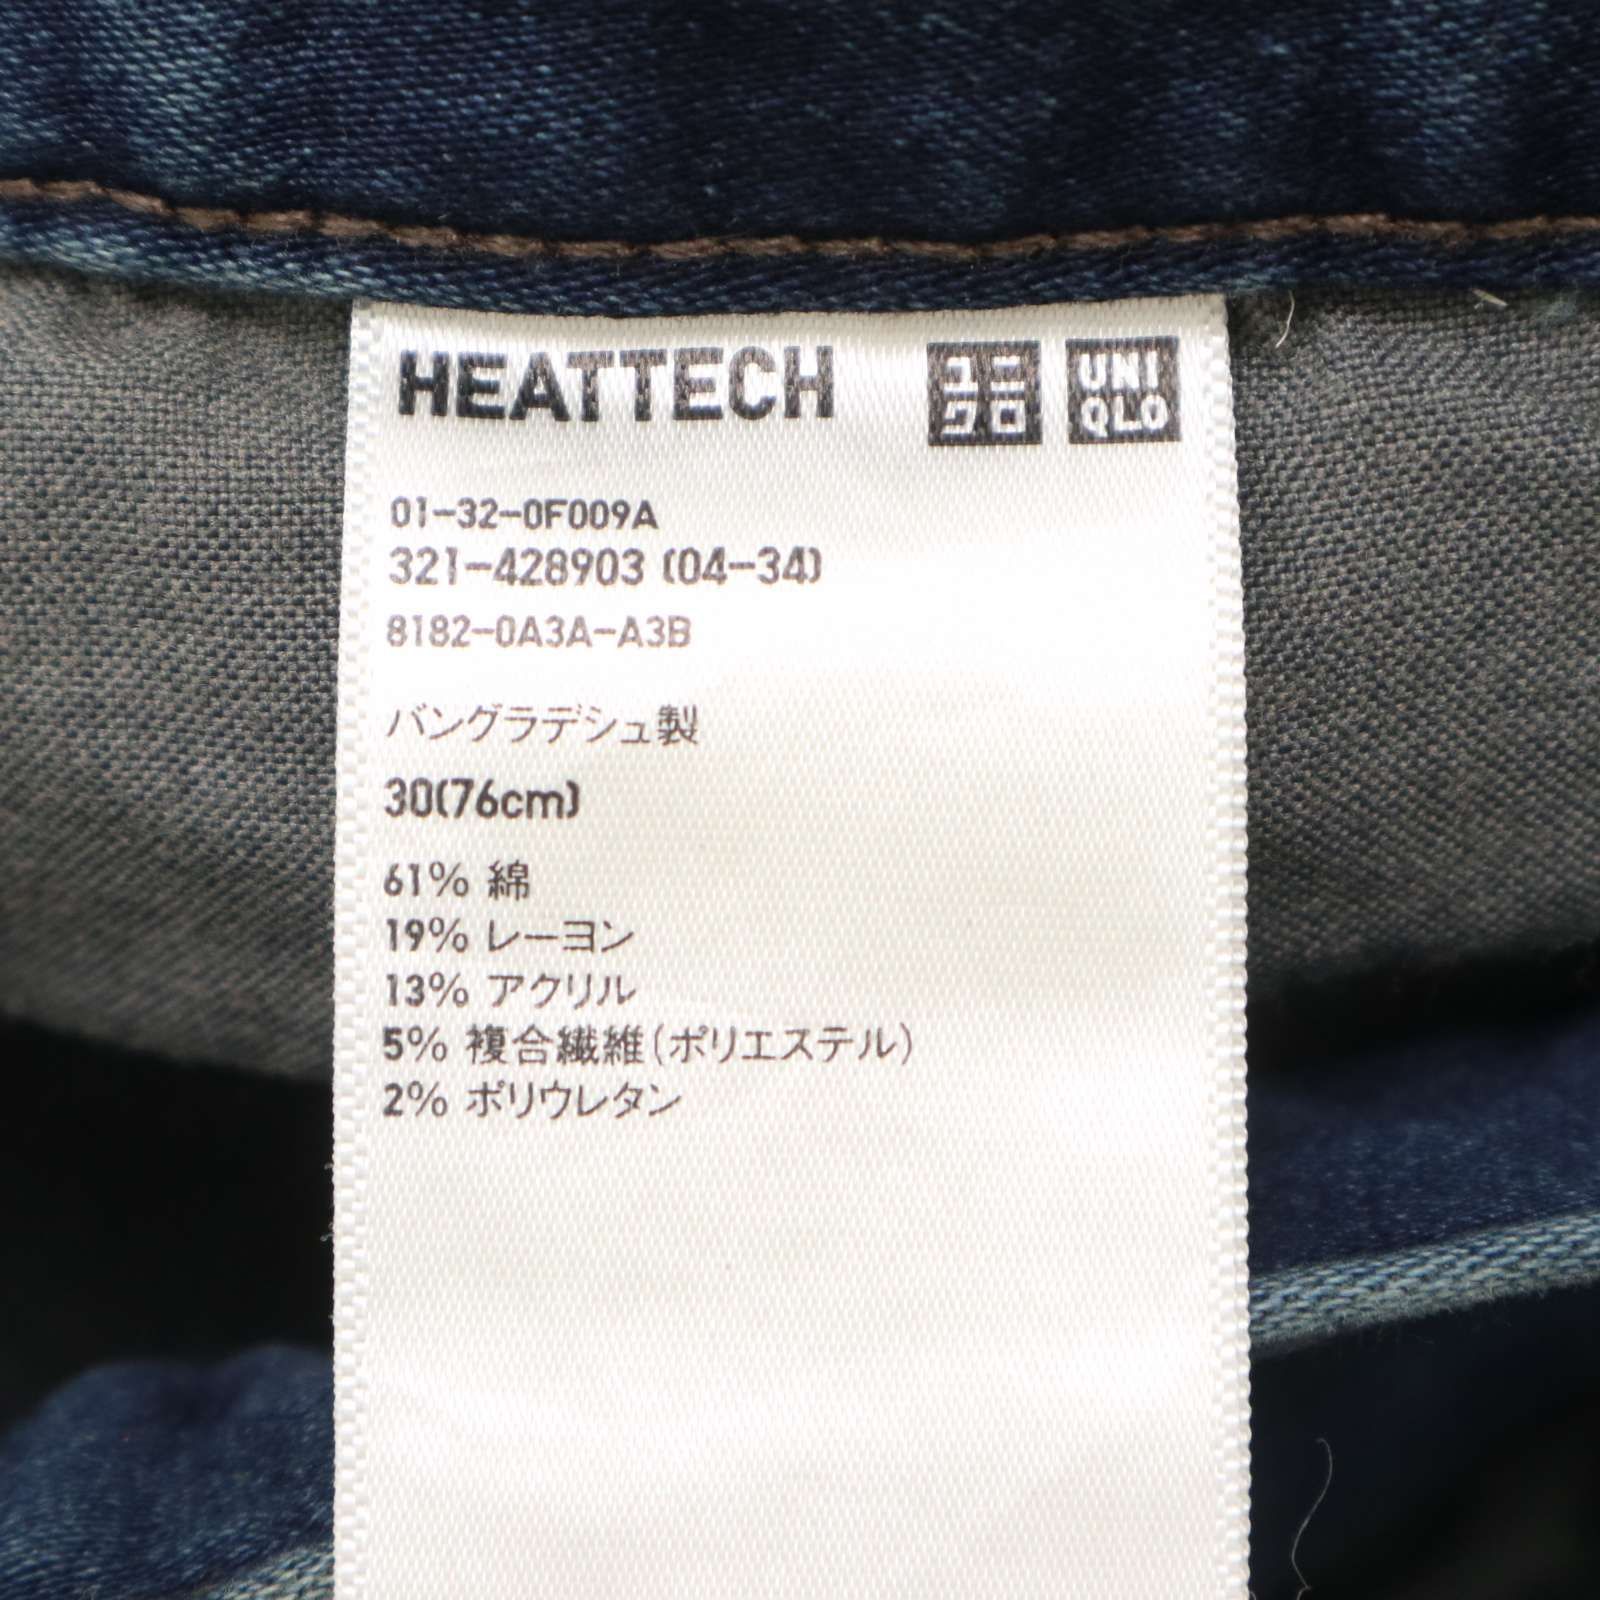 HEATTECH ユニクロ UNIQLO
01-32-0F009A
321-428903 (04-34)
8182-0A3A-A3B
バングラデシュ製
30(76cm)
61% 綿
19% レーヨン
13% アクリル
5% 複合繊維(ポリエステル)
2% ポリウレタン